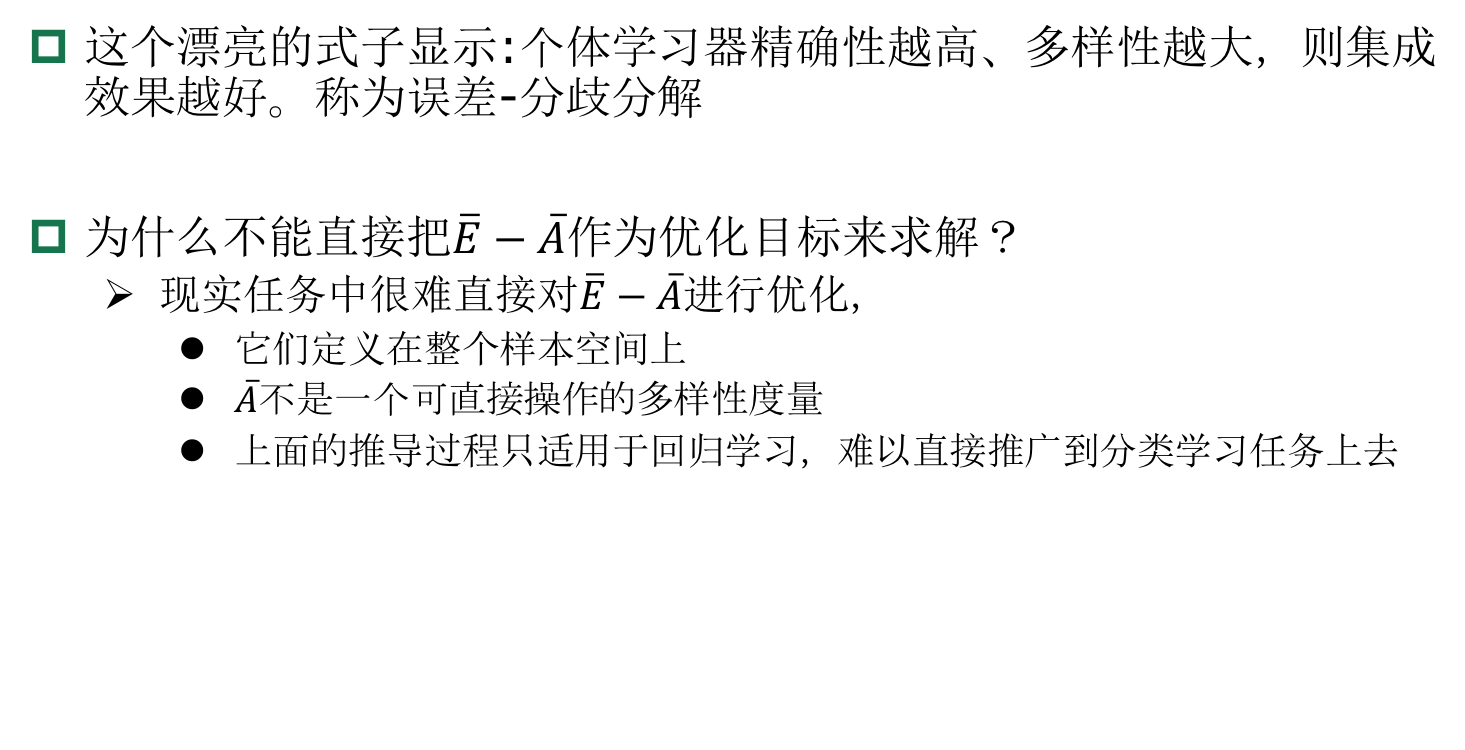 这个漂亮的式子显示:个体学习器精确性越高、多样性越大，则集成
效果越好。称为误差-分歧分解
为什么不能直接把Ē − Ā作为优化目标来求解？
现实任务中很难直接对Ē − Ā进行优化,
它们定义在整个样本空间上
Ā不是一个可直接操作的多样性度量
上面的推导过程只适用于回归学习，难以直接推广到分类学习任务上去